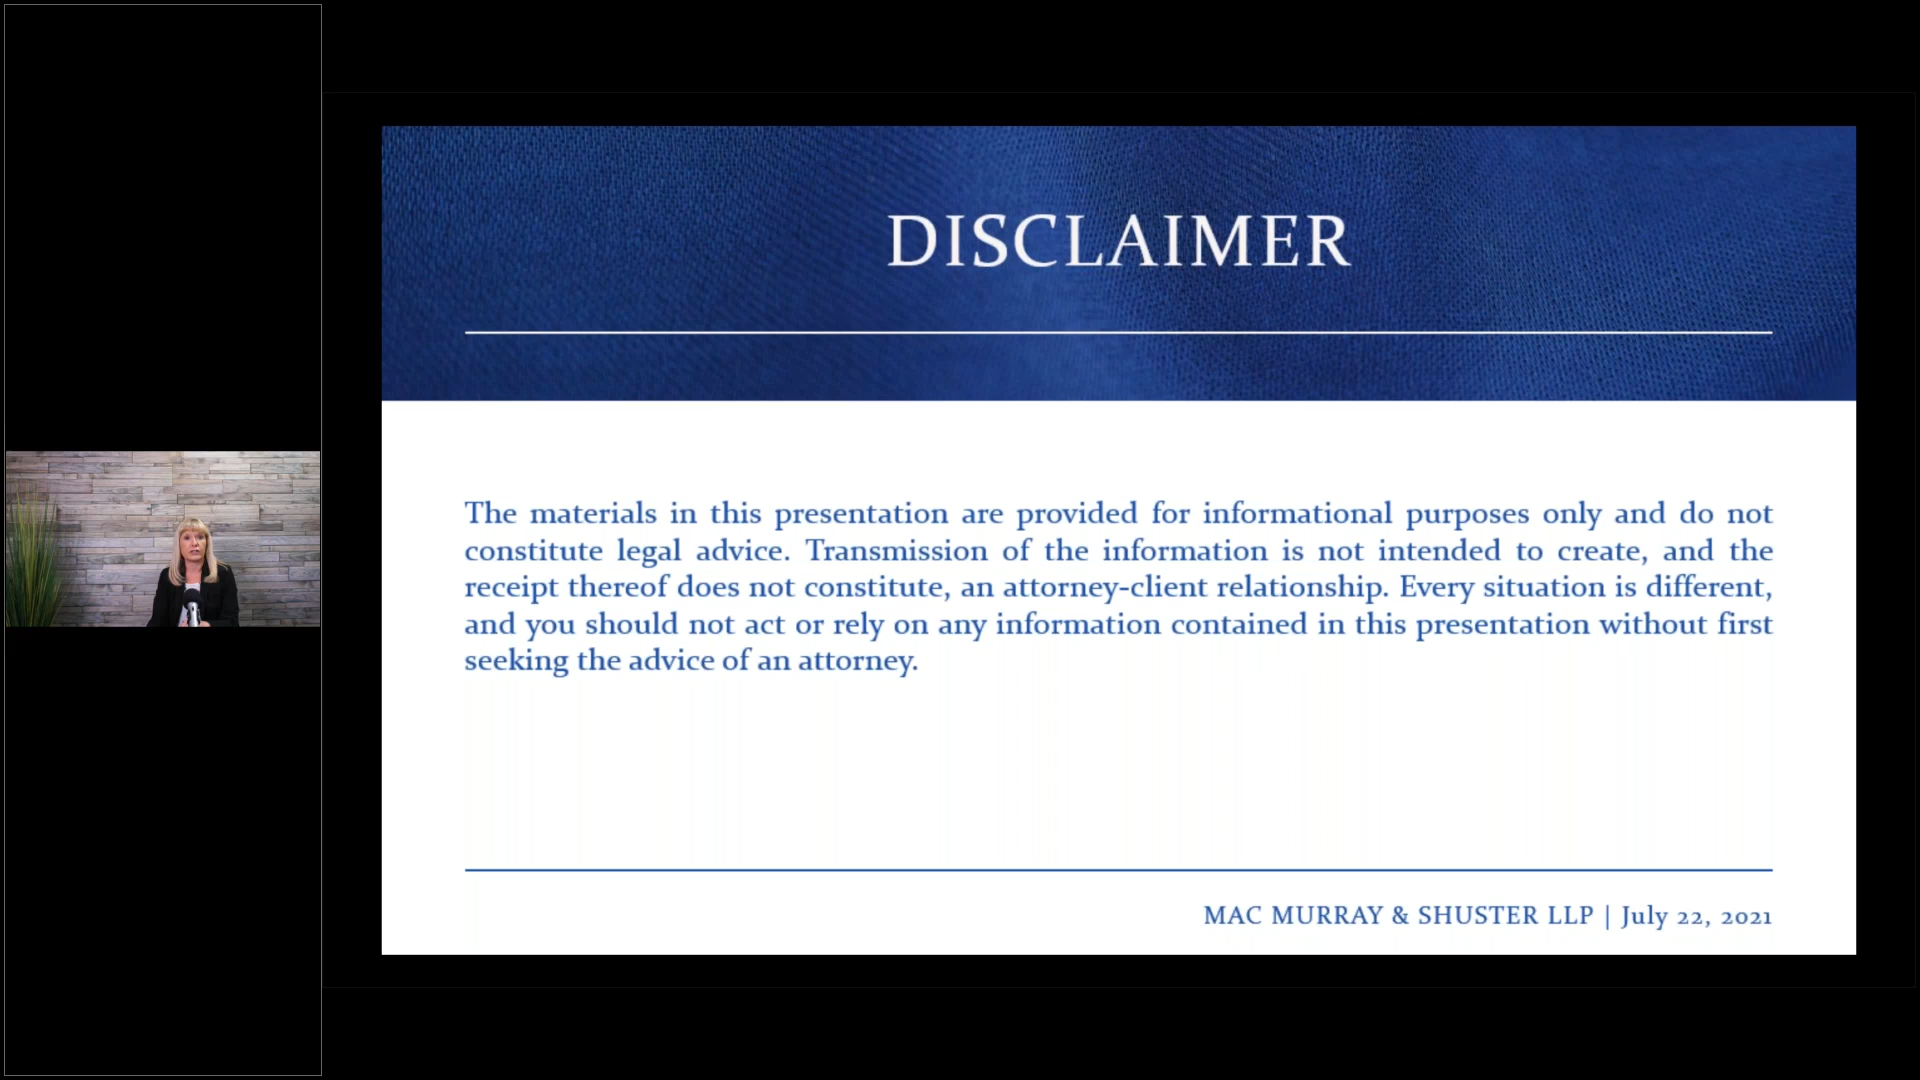 DISCLAIMER
The materials in this presentation are provided for informational purposes only and do not
constitute legal advice. Transmission of the information is not intended to create, and the
receipt thereof does not constitute, an attorney-client relationship. Every situation is different,
and you should not act or rely on any information contained in this presentation without first
seeking the advice of an attorney.
MAC MURRAY & SHUSTER LLP | July 22, 2021